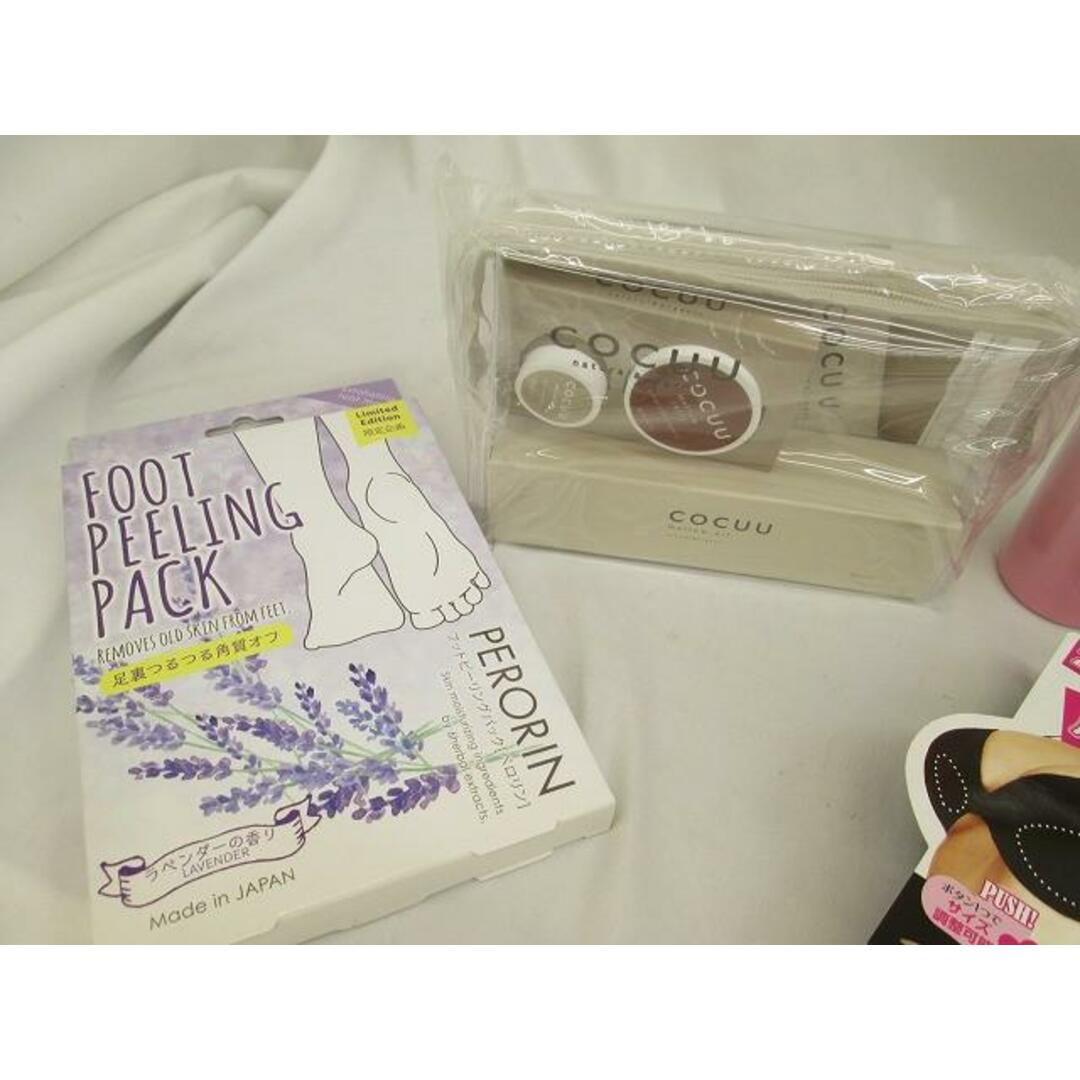 Limited
Edition
限定企画
FOOT
PEELING
PACK
REMOVES OLD SKIN FROM FEET.
足裏つるつる角質オフ
PERORIN
フットピーリングパック［ペロリン］
Skin moisturizing ingredients
by therbal extracts.
ラベンダーの香り
LAVENDER
Made in JAPAN
COCUU
COCUU
COCUU
COCUU
COCUU
COCUU
PUSH!
ボタン1つで
サイズ
調整可能